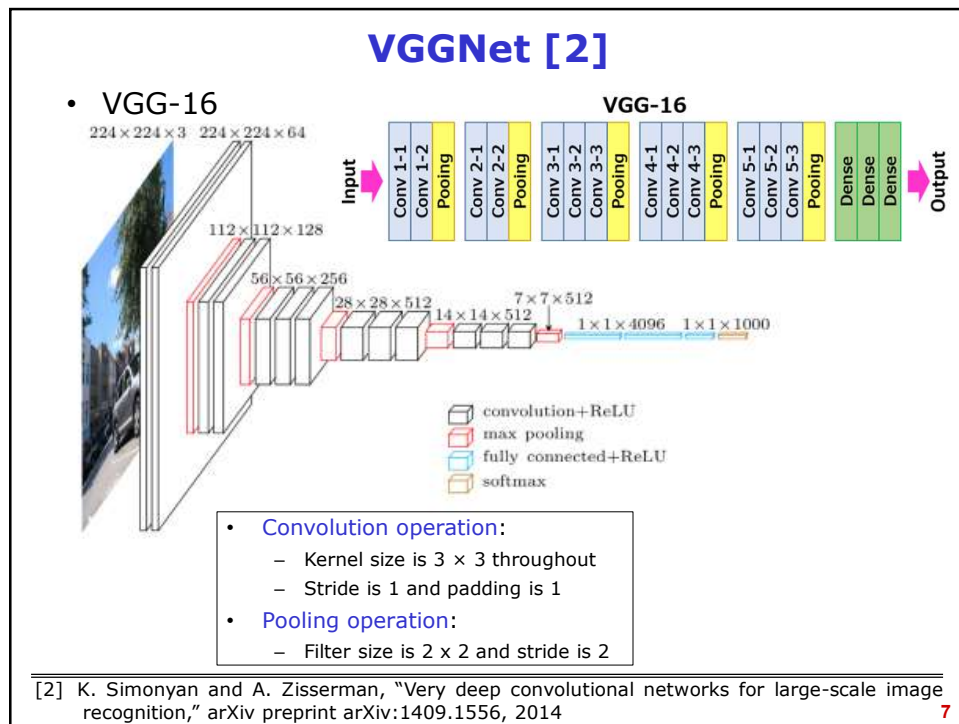 VGGNet [2]
• VGG-16
VGG-16
Input
Conv 1-1
Conv 1-2
Pooing
Conv 2-1
Conv 2-2
Pooing
Conv 3-1
Conv 3-2
Conv 3-3
Pooing
Conv 4-1
Conv 4-2
Conv 4-3
Pooing
Conv 5-1
Conv 5-2
Conv 5-3
Pooing
Dense
Dense
Dense
Output
224 × 224 × 3 224 × 224 × 64
112 × 112 × 128
56 × 56 × 256
28 × 28 × 512
14 × 14 × 512
7 × 7 × 512
1 × 1 × 4096 1 × 1 × 1000
convolution+ReLU
max pooling
fully connected+ReLU
softmax
• Convolution operation:
– Kernel size is 3 × 3 throughout
– Stride is 1 and padding is 1
• Pooling operation:
– Filter size is 2 x 2 and stride is 2
[2] K. Simonyan and A. Zisserman, “Very deep convolutional networks for large-scale image
recognition,” arXiv preprint arXiv:1409.1556, 2014
7